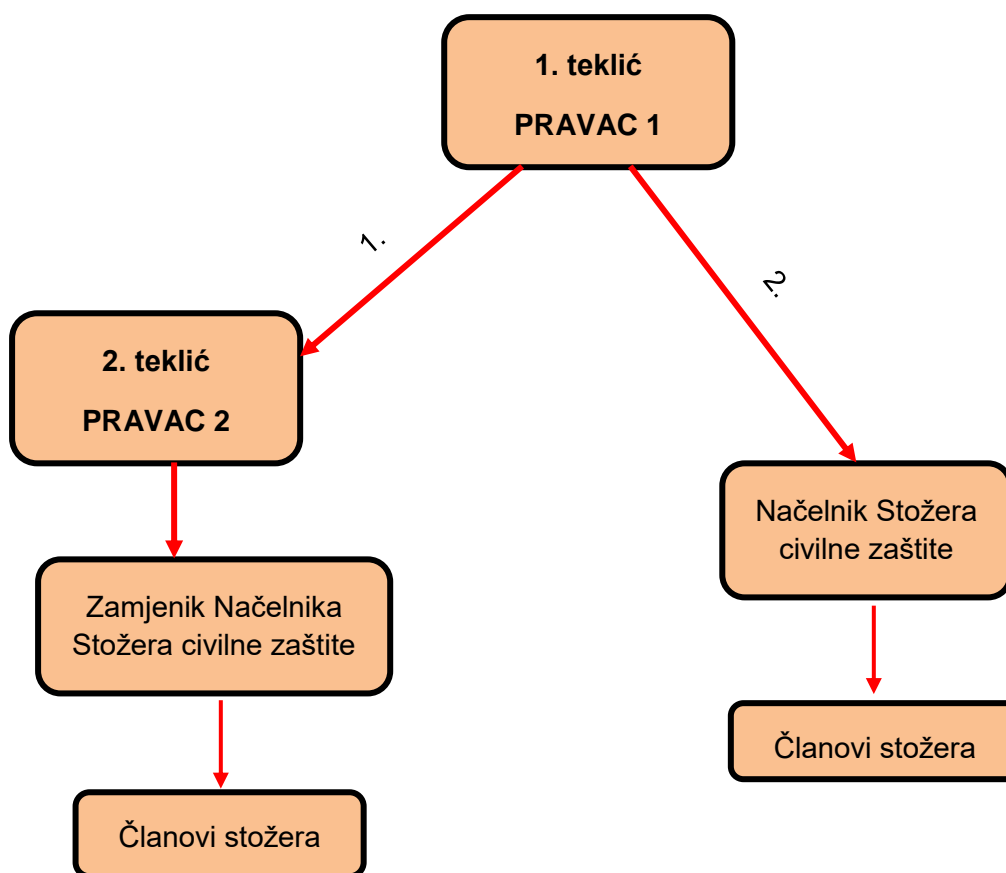 1. teklić
PRAVAC 1
1.
2.
2. teklić
PRAVAC 2
Načelnik Stožera
civilne zaštite
Zamjenik Načelnika
Stožera civilne zaštite
Članovi stožera
Članovi stožera